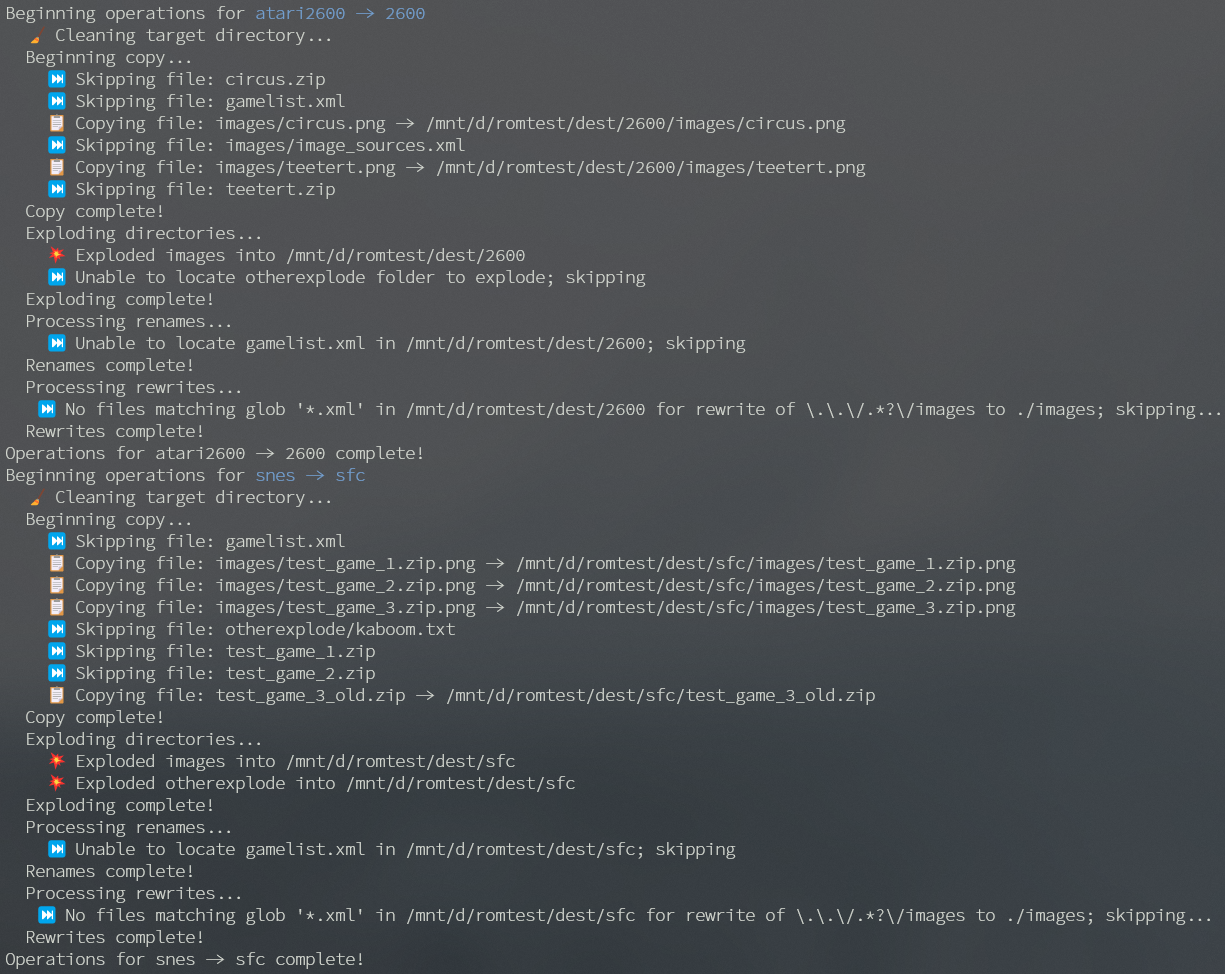 Beginning operations for atari2600 → 2600
🧹 Cleaning target directory...
Beginning copy...
⏭ Skipping file: circus.zip
⏭ Skipping file: gamelist.xml
📋 Copying file: images/circus.png → /mnt/d/romtest/dest/2600/images/circus.png
⏭ Skipping file: images/image_sources.xml
📋 Copying file: images/teetert.png → /mnt/d/romtest/dest/2600/images/teetert.png
⏭ Skipping file: teetert.zip
Copy complete!
Exploding directories...
💥 Exploded images into /mnt/d/romtest/dest/2600
⏭ Unable to locate otherexplode folder to explode; skipping
Exploding complete!
Processing renames...
⏭ Unable to locate gamelist.xml in /mnt/d/romtest/dest/2600; skipping
Renames complete!
Processing rewrites...
⏭ No files matching glob '*.xml' in /mnt/d/romtest/dest/2600 for rewrite of \.\.\/.*?\/images to ./images; skipping...
Rewrites complete!
Operations for atari2600 → 2600 complete!
Beginning operations for snes → sfc
🧹 Cleaning target directory...
Beginning copy...
⏭ Skipping file: gamelist.xml
📋 Copying file: images/test_game_1.zip.png → /mnt/d/romtest/dest/sfc/images/test_game_1.zip.png
📋 Copying file: images/test_game_2.zip.png → /mnt/d/romtest/dest/sfc/images/test_game_2.zip.png
📋 Copying file: images/test_game_3.zip.png → /mnt/d/romtest/dest/sfc/images/test_game_3.zip.png
⏭ Skipping file: otherexplode/kaboom.txt
⏭ Skipping file: test_game_1.zip
⏭ Skipping file: test_game_2.zip
📋 Copying file: test_game_3_old.zip → /mnt/d/romtest/dest/sfc/test_game_3_old.zip
Copy complete!
Exploding directories...
💥 Exploded images into /mnt/d/romtest/dest/sfc
💥 Exploded otherexplode into /mnt/d/romtest/dest/sfc
Exploding complete!
Processing renames...
⏭ Unable to locate gamelist.xml in /mnt/d/romtest/dest/sfc; skipping
Renames complete!
Processing rewrites...
⏭ No files matching glob '*.xml' in /mnt/d/romtest/dest/sfc for rewrite of \.\.\/.*?\/images to ./images; skipping...
Rewrites complete!
Operations for snes → sfc complete!